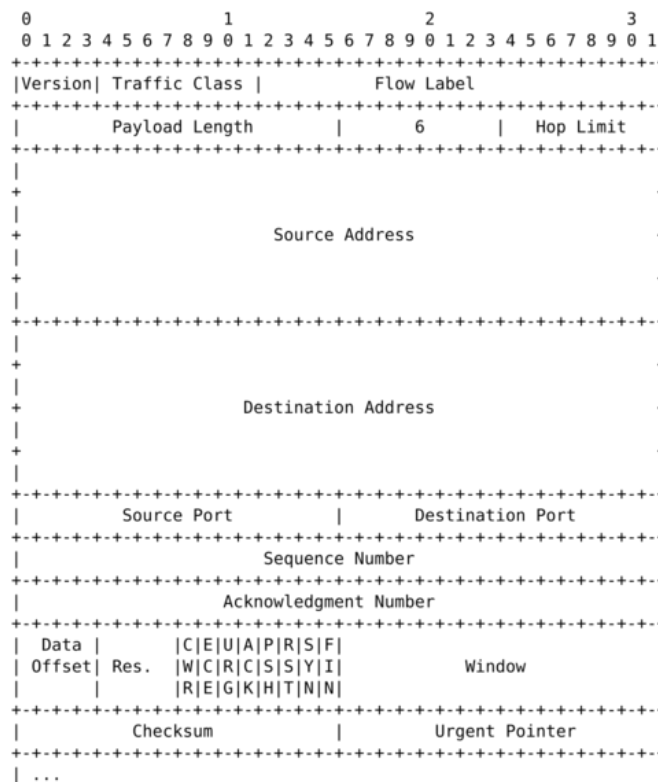 0                   1                   2                   3
 0 1 2 3 4 5 6 7 8 9 0 1 2 3 4 5 6 7 8 9 0 1 2 3 4 5 6 7 8 9 0 1
+-+-+-+-+-+-+-+-+-+-+-+-+-+-+-+-+-+-+-+-+-+-+-+-+-+-+-+-+-+-+-+-
|Version| Traffic Class |           Flow Label
+-+-+-+-+-+-+-+-+-+-+-+-+-+-+-+-+-+-+-+-+-+-+-+-+-+-+-+-+-+-+-+-
|         Payload Length        |       6       |   Hop Limit
+-+-+-+-+-+-+-+-+-+-+-+-+-+-+-+-+-+-+-+-+-+-+-+-+-+-+-+-+-+-+-+-
|
+
|
+                         Source Address
|
+
|
+-+-+-+-+-+-+-+-+-+-+-+-+-+-+-+-+-+-+-+-+-+-+-+-+-+-+-+-+-+-+-+-
|
+
|
+                      Destination Address
|
+
|
+-+-+-+-+-+-+-+-+-+-+-+-+-+-+-+-+-+-+-+-+-+-+-+-+-+-+-+-+-+-+-+-
|          Source Port          |       Destination Port
+-+-+-+-+-+-+-+-+-+-+-+-+-+-+-+-+-+-+-+-+-+-+-+-+-+-+-+-+-+-+-+-
|                        Sequence Number
+-+-+-+-+-+-+-+-+-+-+-+-+-+-+-+-+-+-+-+-+-+-+-+-+-+-+-+-+-+-+-+-
|                    Acknowledgment Number
+-+-+-+-+-+-+-+-+-+-+-+-+-+-+-+-+-+-+-+-+-+-+-+-+-+-+-+-+-+-+-+-
|  Data |       |C|E|U|A|P|R|S|F|
| Offset| Res.  |W|C|R|C|S|S|Y|I|            Window
|       |       |R|E|G|K|H|T|N|N|
+-+-+-+-+-+-+-+-+-+-+-+-+-+-+-+-+-+-+-+-+-+-+-+-+-+-+-+-+-+-+-+-
|           Checksum            |         Urgent Pointer
+-+-+-+-+-+-+-+-+-+-+-+-+-+-+-+-+-+-+-+-+-+-+-+-+-+-+-+-+-+-+-+-
| ...